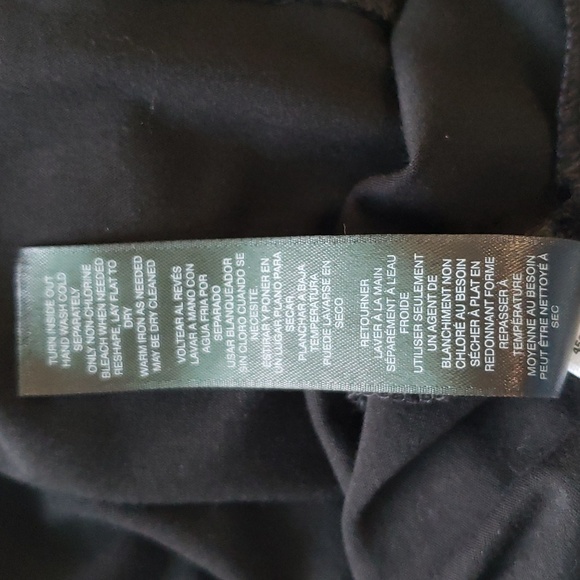 TURN INSIDE OUT
HAND WASH COLD
SEPARATELY
ONLY NON-CHLORINE
BLEACH WHEN NEEDED
RESHAPE, LAY FLAT TO
DRY
WARM IRON AS NEEDED
MAY BE DRY CLEANED
VOLTEAR AL REVÉS
LAVAR A MANO CON
AGUA FRIA POR
SEPARADO
USAR BLANQUEADOR
SIN CLORO CUANDO SE
NECESITE.
ESTIRAR Y PONER EN
UN LUGAR PLANO PARA
SECAR.
PLANCHAR A BAJA
TEMPERATURA
PUEDE LAVARSE EN
SECO
RETOURNER
LAVER À LA MAIN
SÉPAREMENT À L'EAU
FROIDE
UTILISER SEULEMENT
UN AGENT DE
BLANCHIMENT NON
CHLORÉ AU BESOIN
SÉCHER À PLAT EN
REDONNANT FORME
REPASSER À
TEMPÉRATURE
MOYENNE AU BESOIN
PEUT ÊTRE NETTOYÉ À
SEC